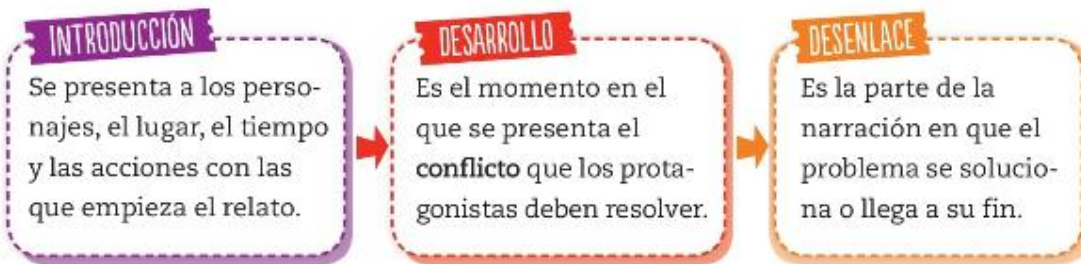 INTRODUCCIÓN
Se presenta a los perso-
najes, el lugar, el tiempo
y las acciones con las
que empieza el relato.
DESARROLLO
Es el momento en el
que se presenta el
conflicto que los prota-
gonistas deben resolver.
DESENLACE
Es la parte de la
narración en que el
problema se solucio-
na o llega a su fin.